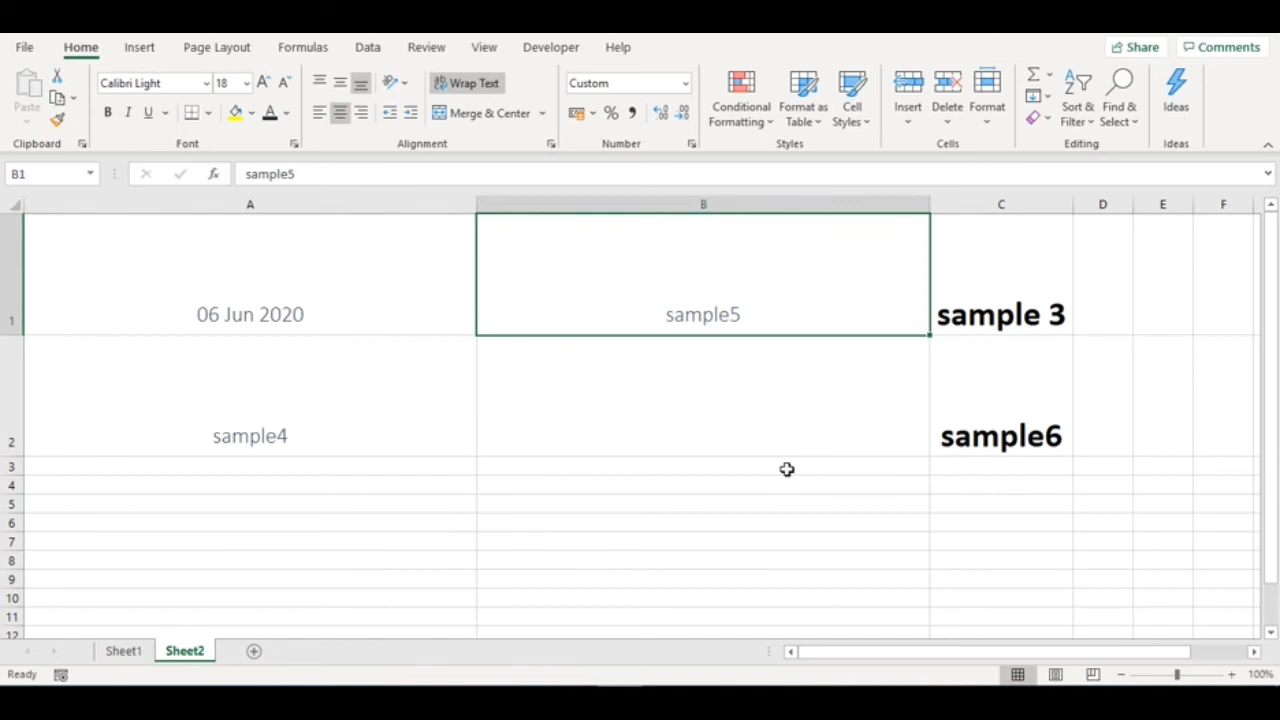 File Home Insert Page Layout Formulas Data Review View Developer Help Share Comments
Calibri Light 18 A A Wrap Text Custom
Paste Conditional Format as Cell Insert Delete Format Sort & Find & Ideas
B I U A Merge & Center % , Formatting Table Styles Filter Select
Clipboard Font Alignment Number Styles Cells Editing Ideas
B1 fx sample5
A B C D E F
1 06 Jun 2020 sample5 sample 3
2 sample4 sample6
3
4
5
6
7
8
9
10
11
12
Sheet1 Sheet2
Ready 100%